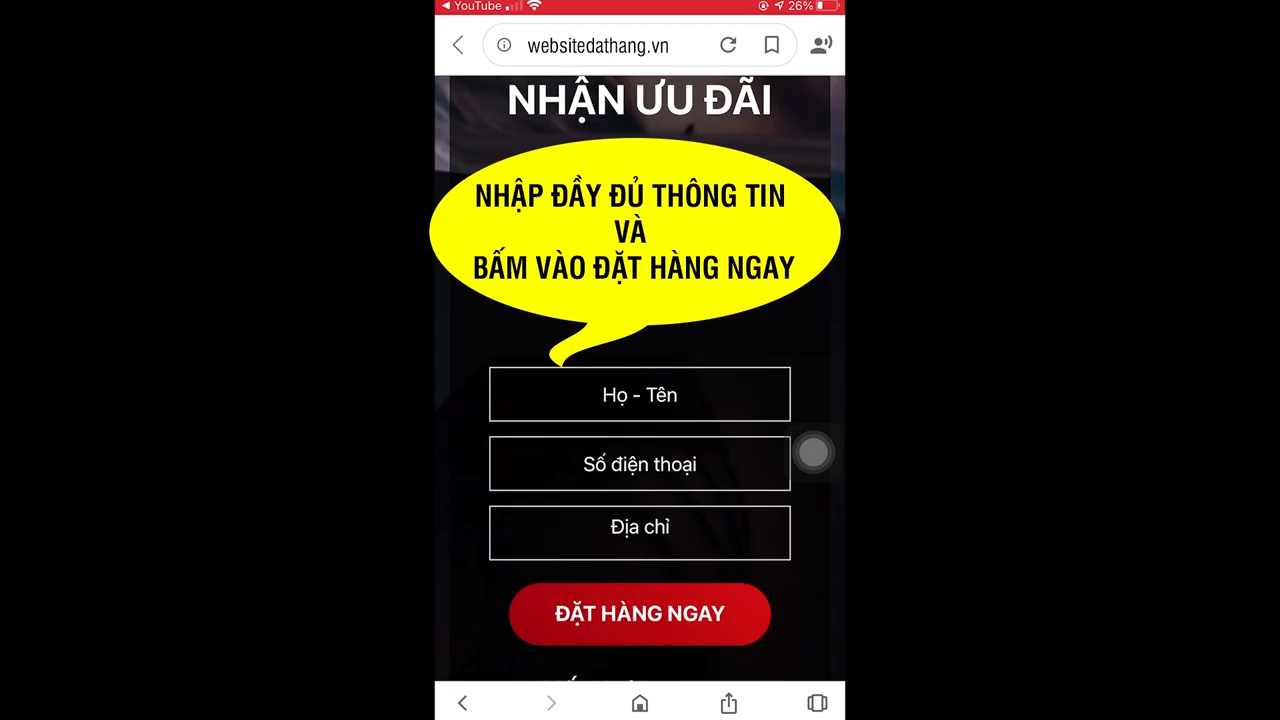 YouTube
26%
websitedathang.vn
NHẬN ƯU ĐÃI
NHẬP ĐẦY ĐỦ THÔNG TIN
VÀ
BẤM VÀO ĐẶT HÀNG NGAY
Họ - Tên
Số điện thoại
Địa chỉ
ĐẶT HÀNG NGAY